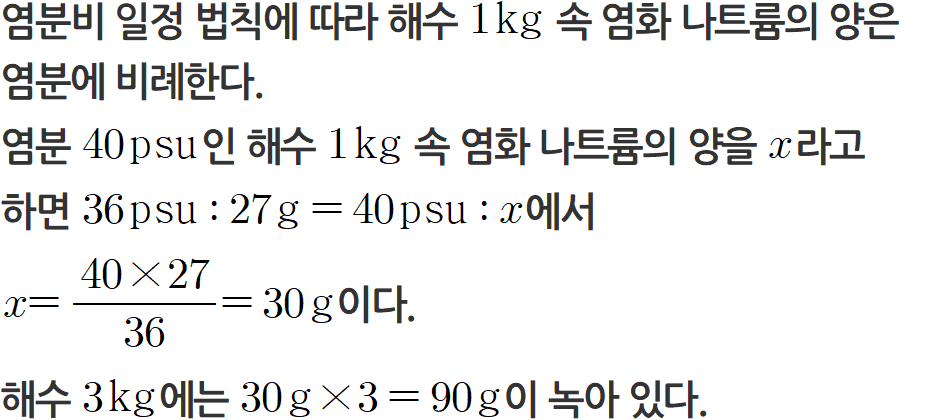 염분비 일정 법칙에 따라 해수 1kg 속 염화 나트륨의 양은
염분에 비례한다.
염분 40psu인 해수 1kg 속 염화 나트륨의 양을 x라고
하면 36psu : 27g = 40psu : x에서
x= \frac{40×27}{36} = 30g이다.
해수 3kg에는 30g×3 = 90g이 녹아 있다.